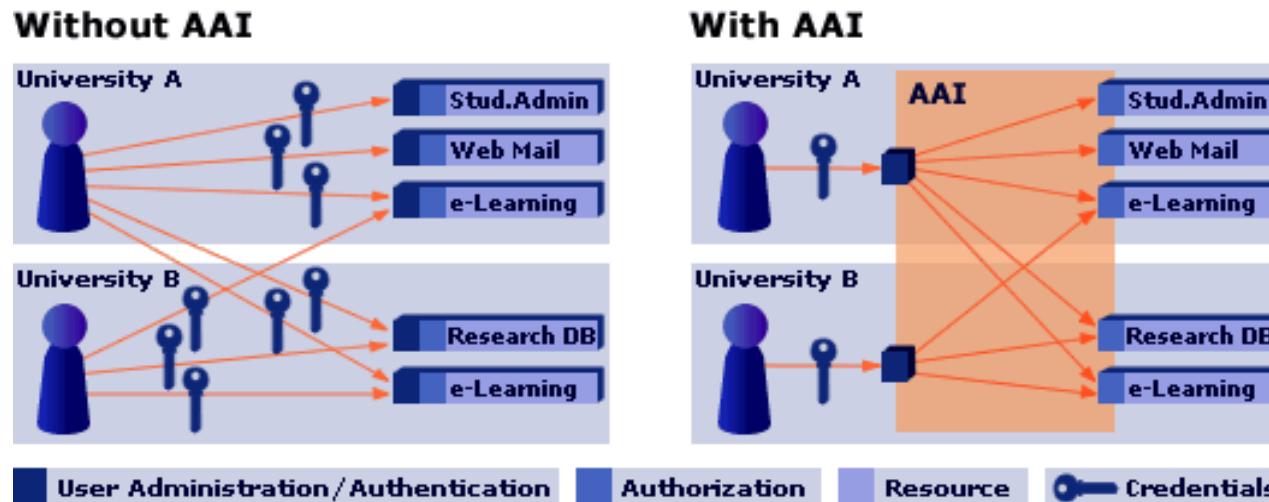 Without AAI
University A
Stud.Admin
Web Mail
e-Learning
University B
Research DB
e-Learning
With AAI
University A
AAI
Stud.Admin
Web Mail
e-Learning
University B
Research DB
e-Learning
User Administration/Authentication
Authorization
Resource
Credentials